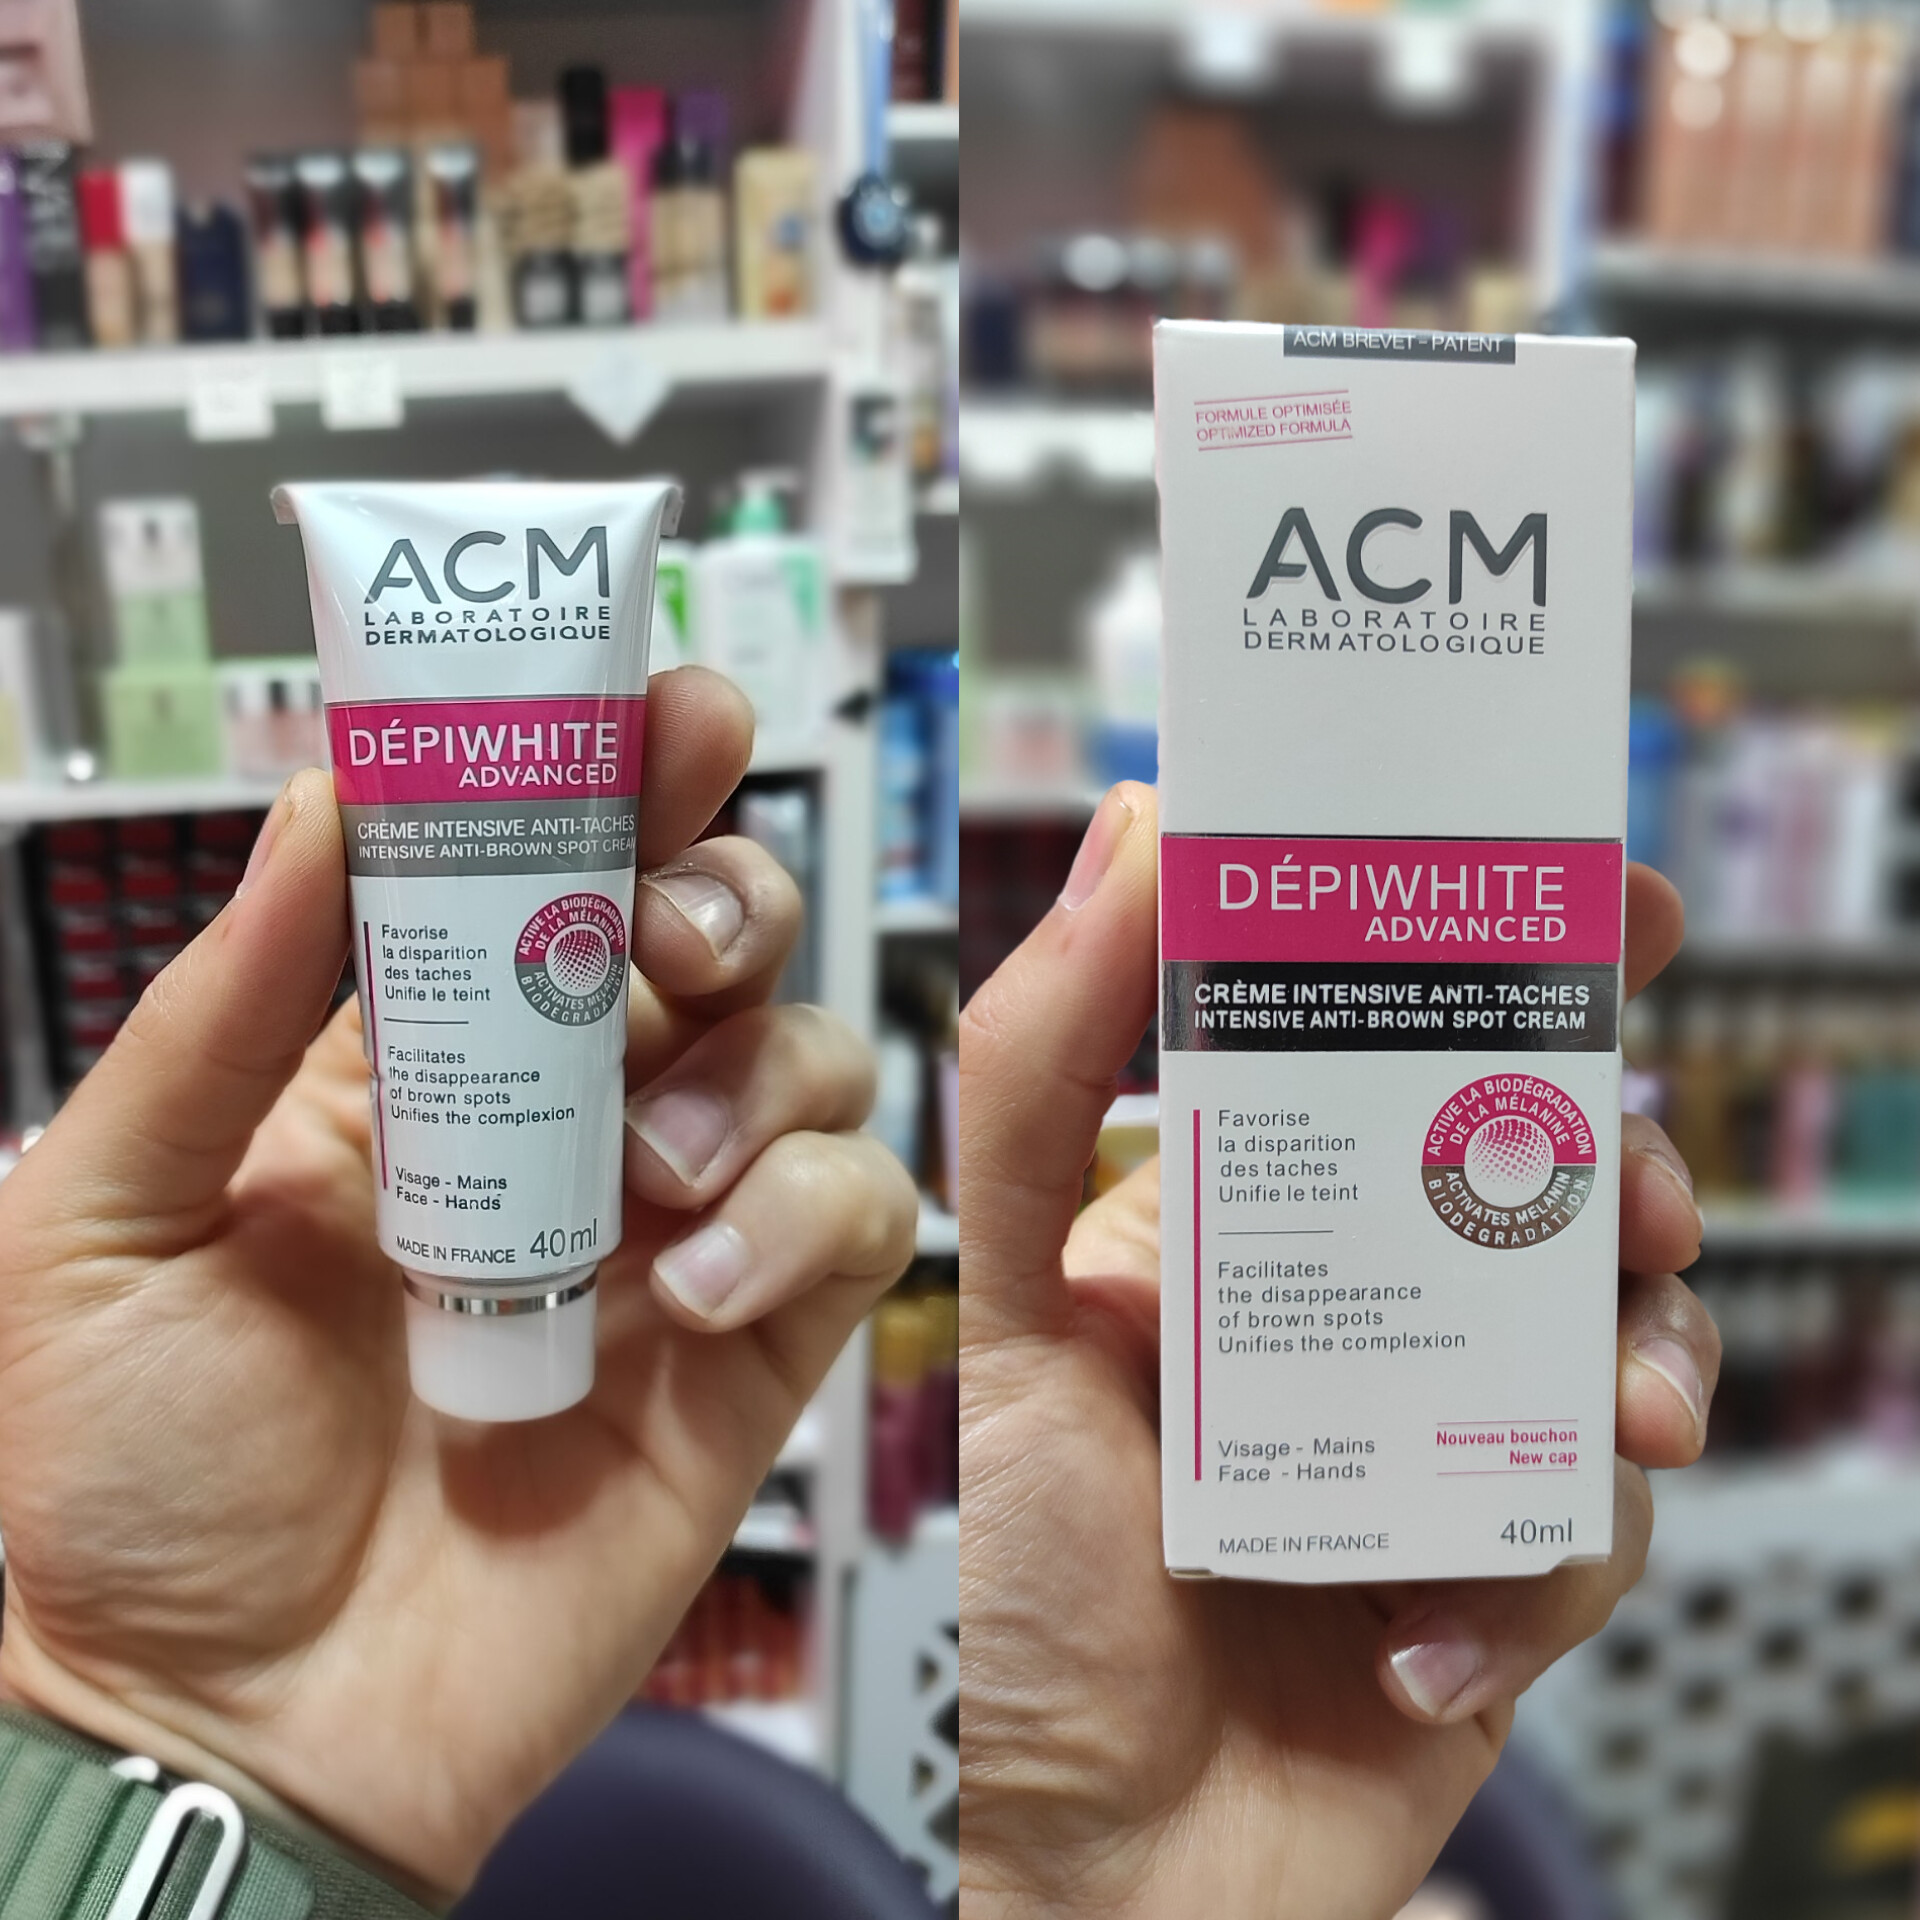 ACM
LABORATOIRE
DERMATOLOGIQUE
DÉPIWHITE
ADVANCED
CRÈME INTENSIVE ANTI-TACHES
INTENSIVE ANTI-BROWN SPOT CREAM
Favorise
la disparition
des taches
Unifie le teint
ACTIVE LA BIODÉGRADATION
DE LA MÉLANINE
ACTIVATES MELANIN
BIODEGRADATION
Facilitates
the disappearance
of brown spots
Unifies the complexion
Visage - Mains
Face - Hands
MADE IN FRANCE 40 ml
ACM BREVET - PATENT
FORMULE OPTIMISÉE
OPTIMIZED FORMULA
ACM
LABORATOIRE
DERMATOLOGIQUE
DÉPIWHITE
ADVANCED
CRÈME INTENSIVE ANTI-TACHES
INTENSIVE ANTI-BROWN SPOT CREAM
ACTIVE LA BIODÉGRADATION
DE LA MÉLANINE
ACTIVATES MELANIN
BIODEGRADATION
Favorise
la disparition
des taches
Unifie le teint
Facilitates
the disappearance
of brown spots
Unifies the complexion
Visage - Mains
Face - Hands
Nouveau bouchon
New cap
MADE IN FRANCE
40ml